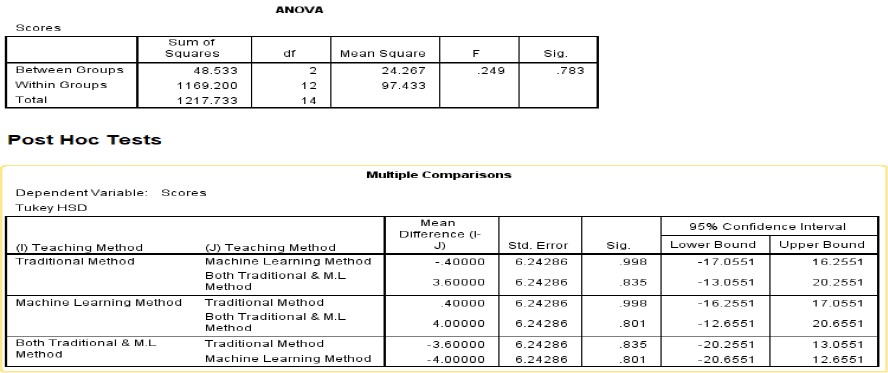 ANOVA
Scores
Sum of Squares df Mean Square F Sig.
Between Groups 48.533 2 24.267 .249 .783
Within Groups 1169.200 12 97.433
Total 1217.733 14
Post Hoc Tests
Multiple Comparisons
Dependent Variable: Scores
Tukey HSD
(I) Teaching Method (J) Teaching Method Mean Difference (I-J) Std. Error Sig. 95% Confidence Interval
Lower Bound Upper Bound
Traditional Method Machine Learning Method -.40000 6.24286 .998 -17.0551 16.2551
Both Traditional & M.L Method 3.60000 6.24286 .835 -13.0551 20.2551
Machine Learning Method Traditional Method .40000 6.24286 .998 -16.2551 17.0551
Both Traditional & M.L Method 4.00000 6.24286 .801 -12.6551 20.6551
Both Traditional & M.L Method Traditional Method -3.60000 6.24286 .835 -20.2551 13.0551
Machine Learning Method -4.00000 6.24286 .801 -20.6551 12.6551